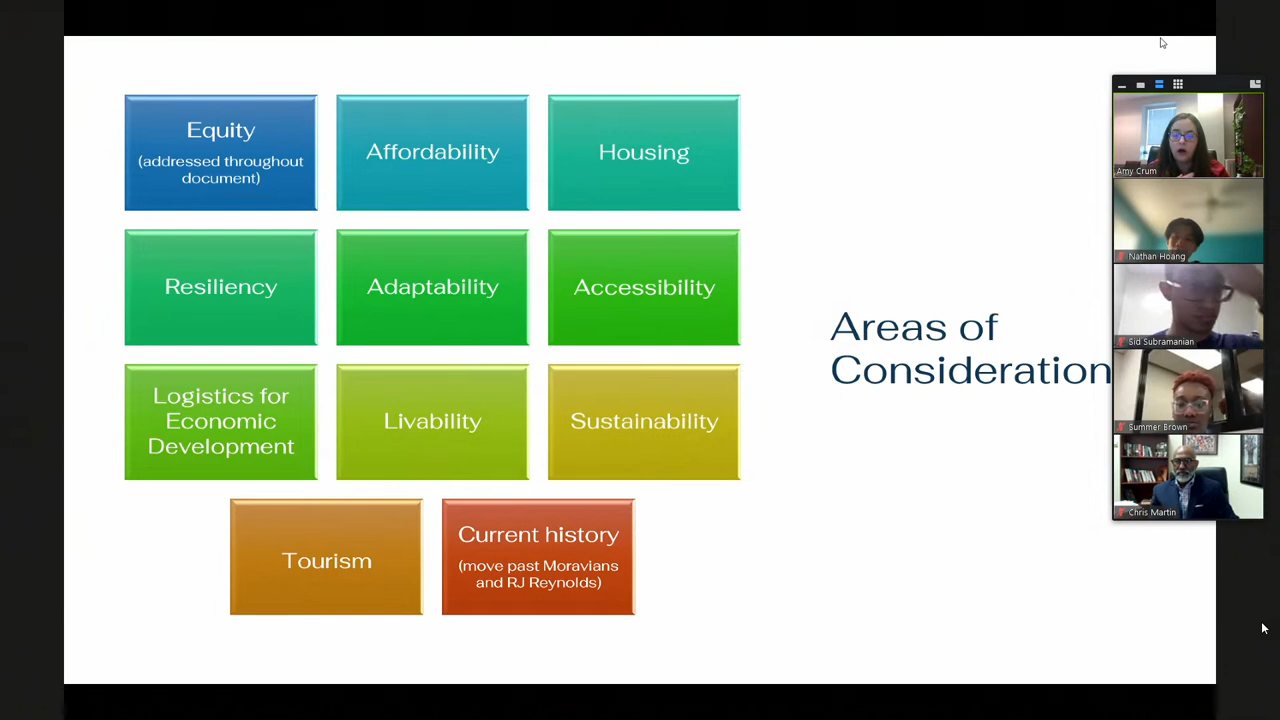 Equity
(addressed throughout
document)
Affordability
Housing
Resiliency
Adaptability
Accessibility
Logistics for
Economic
Development
Livability
Sustainability
Tourism
Current history
(move past Moravians
and RJ Reynolds)
Areas of
Consideration
Amy Crum
Nathan Hoang
Sid Subramanian
Summer Brown
Chris Martin